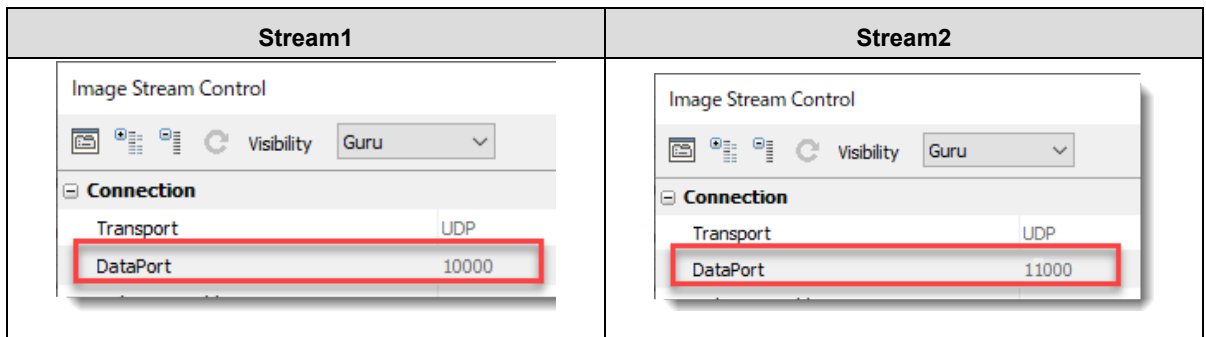 Stream1
Stream2
Image Stream Control
Visibility Guru
Connection
Transport UDP
DataPort 10000
Image Stream Control
Visibility Guru
Connection
Transport UDP
DataPort 11000